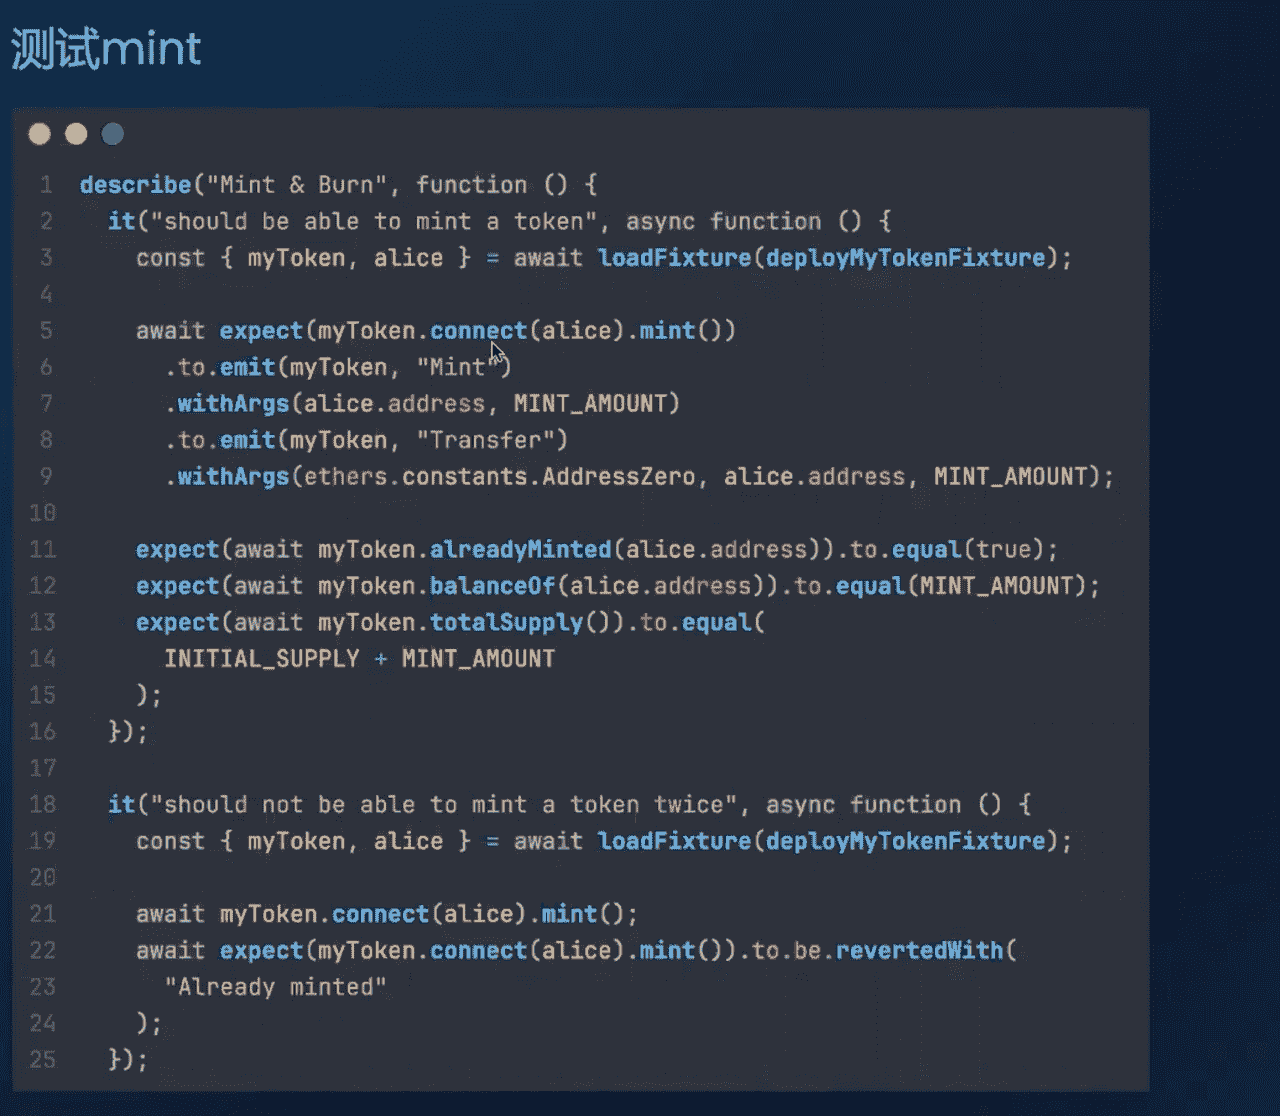 测试mint
1 describe("Mint & Burn", function () {
2   it("should be able to mint a token", async function () {
3     const { myToken, alice } = await loadFixture(deployMyTokenFixture);
4
5     await expect(myToken.connect(alice).mint())
6       .to.emit(myToken, "Mint")
7       .withArgs(alice.address, MINT_AMOUNT)
8       .to.emit(myToken, "Transfer")
9       .withArgs(ethers.constants.AddressZero, alice.address, MINT_AMOUNT);
10
11     expect(await myToken.alreadyMinted(alice.address)).to.equal(true);
12     expect(await myToken.balanceOf(alice.address)).to.equal(MINT_AMOUNT);
13     expect(await myToken.totalSupply()).to.equal(
14       INITIAL_SUPPLY + MINT_AMOUNT
15     );
16   });
17
18   it("should not be able to mint a token twice", async function () {
19     const { myToken, alice } = await loadFixture(deployMyTokenFixture);
20
21     await myToken.connect(alice).mint();
22     await expect(myToken.connect(alice).mint()).to.be.revertedWith(
23       "Already minted"
24     );
25   });